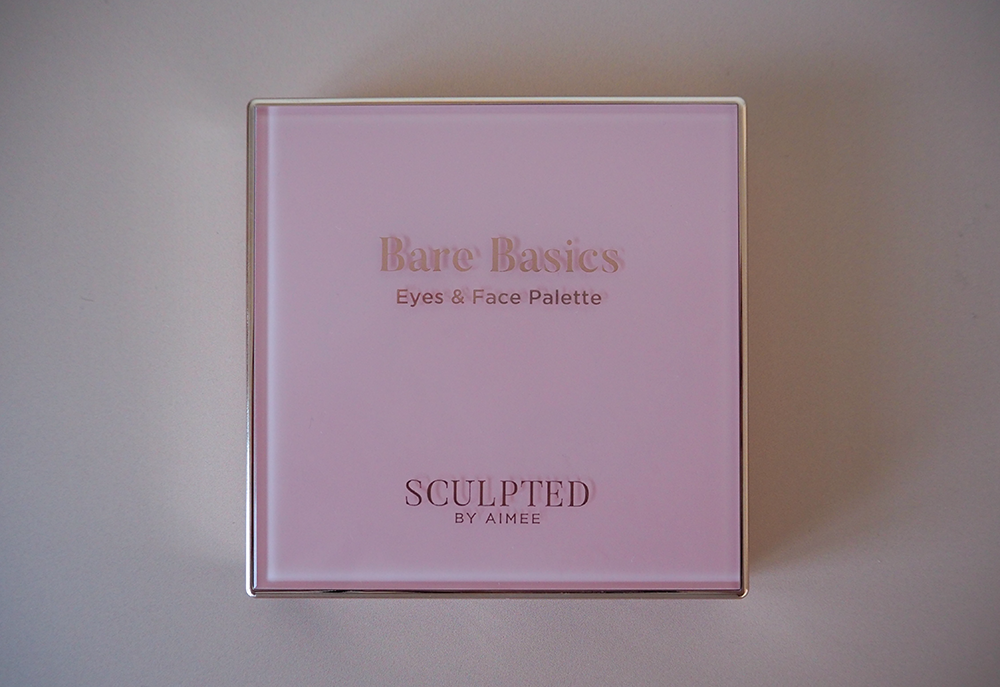 Bare Basics
Eyes & Face Palette
SCULPTED
BY AIMEE